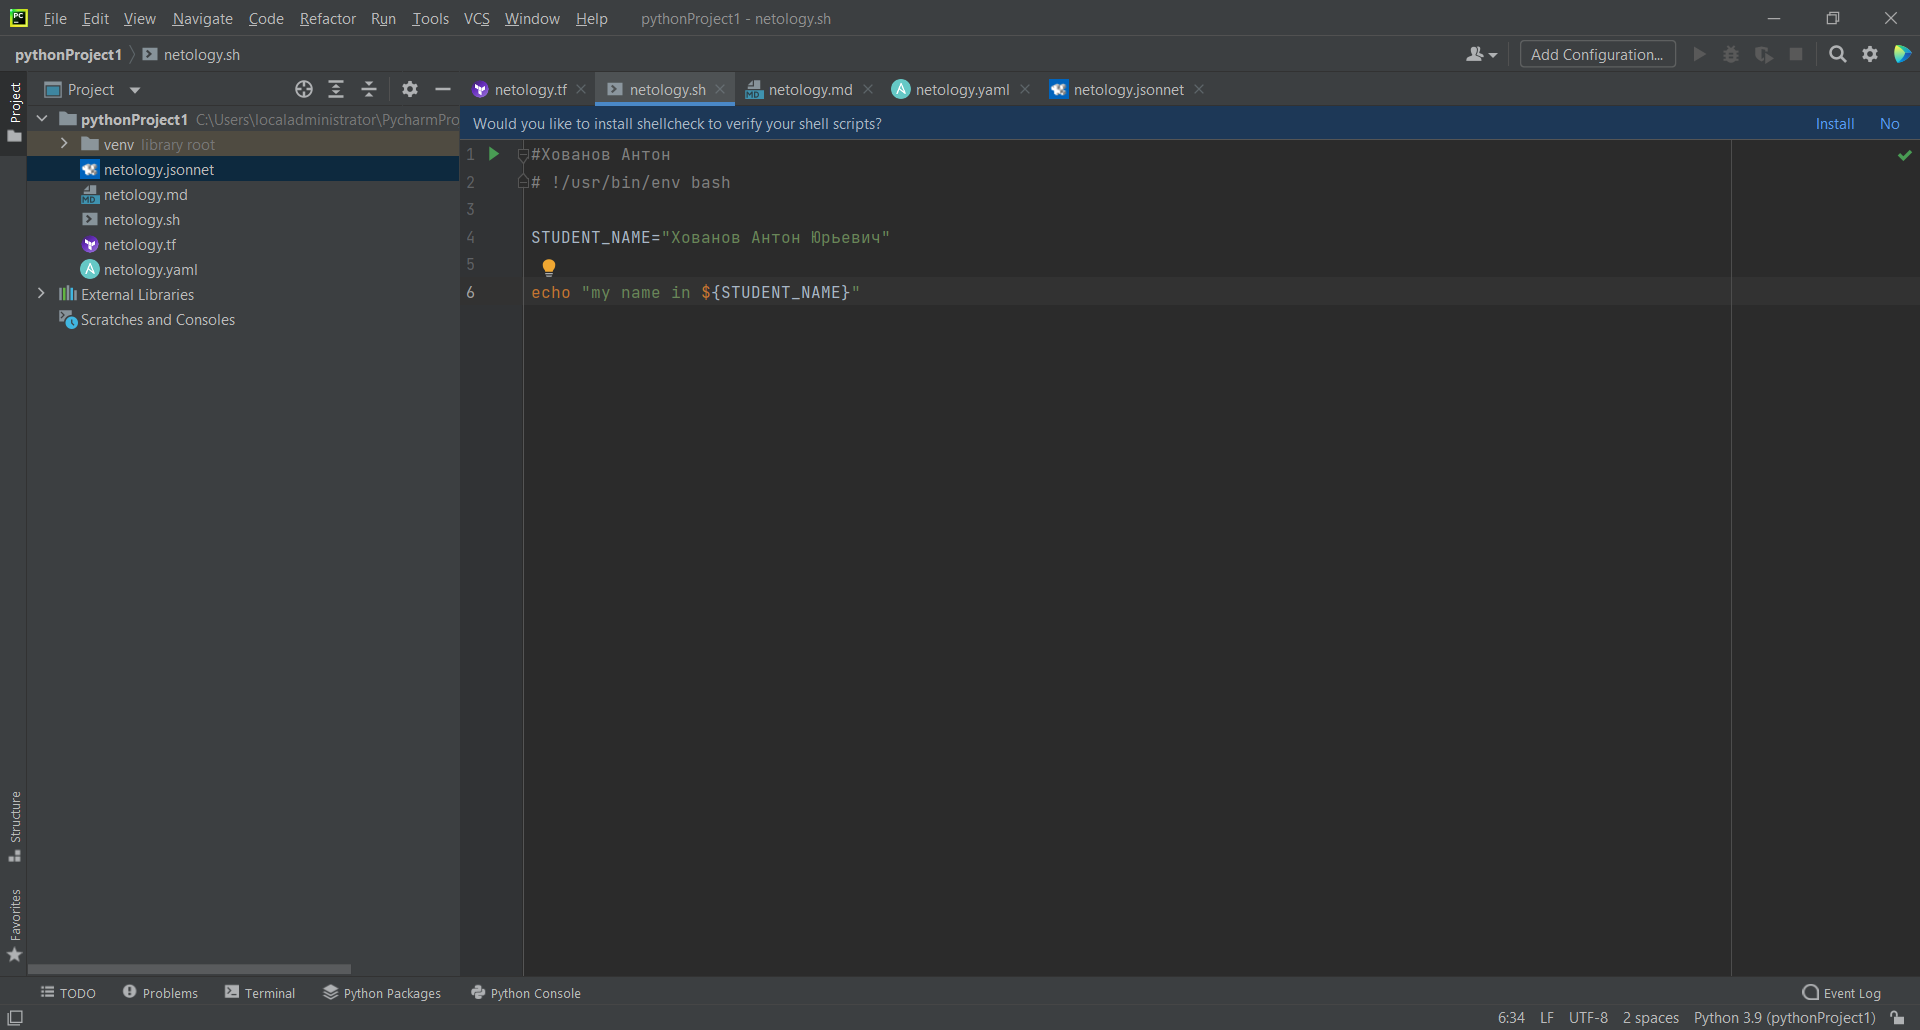 File Edit View Navigate Code Refactor Run Tools VCS Window Help pythonProject1 - netology.sh
pythonProject1 netology.sh Add Configuration...
Project
Project
netology.tf netology.sh netology.md netology.yaml netology.jsonnet
pythonProject1 C:\Users\localadministrator\PycharmPro
venv library root
netology.jsonnet
netology.md
netology.sh
netology.tf
netology.yaml
External Libraries
Scratches and Consoles
Would you like to install shellcheck to verify your shell scripts? Install No
1 #Хованов Антон
2 # !/usr/bin/env bash
3
4 STUDENT_NAME="Хованов Антон Юрьевич"
5
6 echo "my name in ${STUDENT_NAME}"
Structure
Favorites
TODO Problems Terminal Python Packages Python Console Event Log
6:34 LF UTF-8 2 spaces Python 3.9 (pythonProject1)